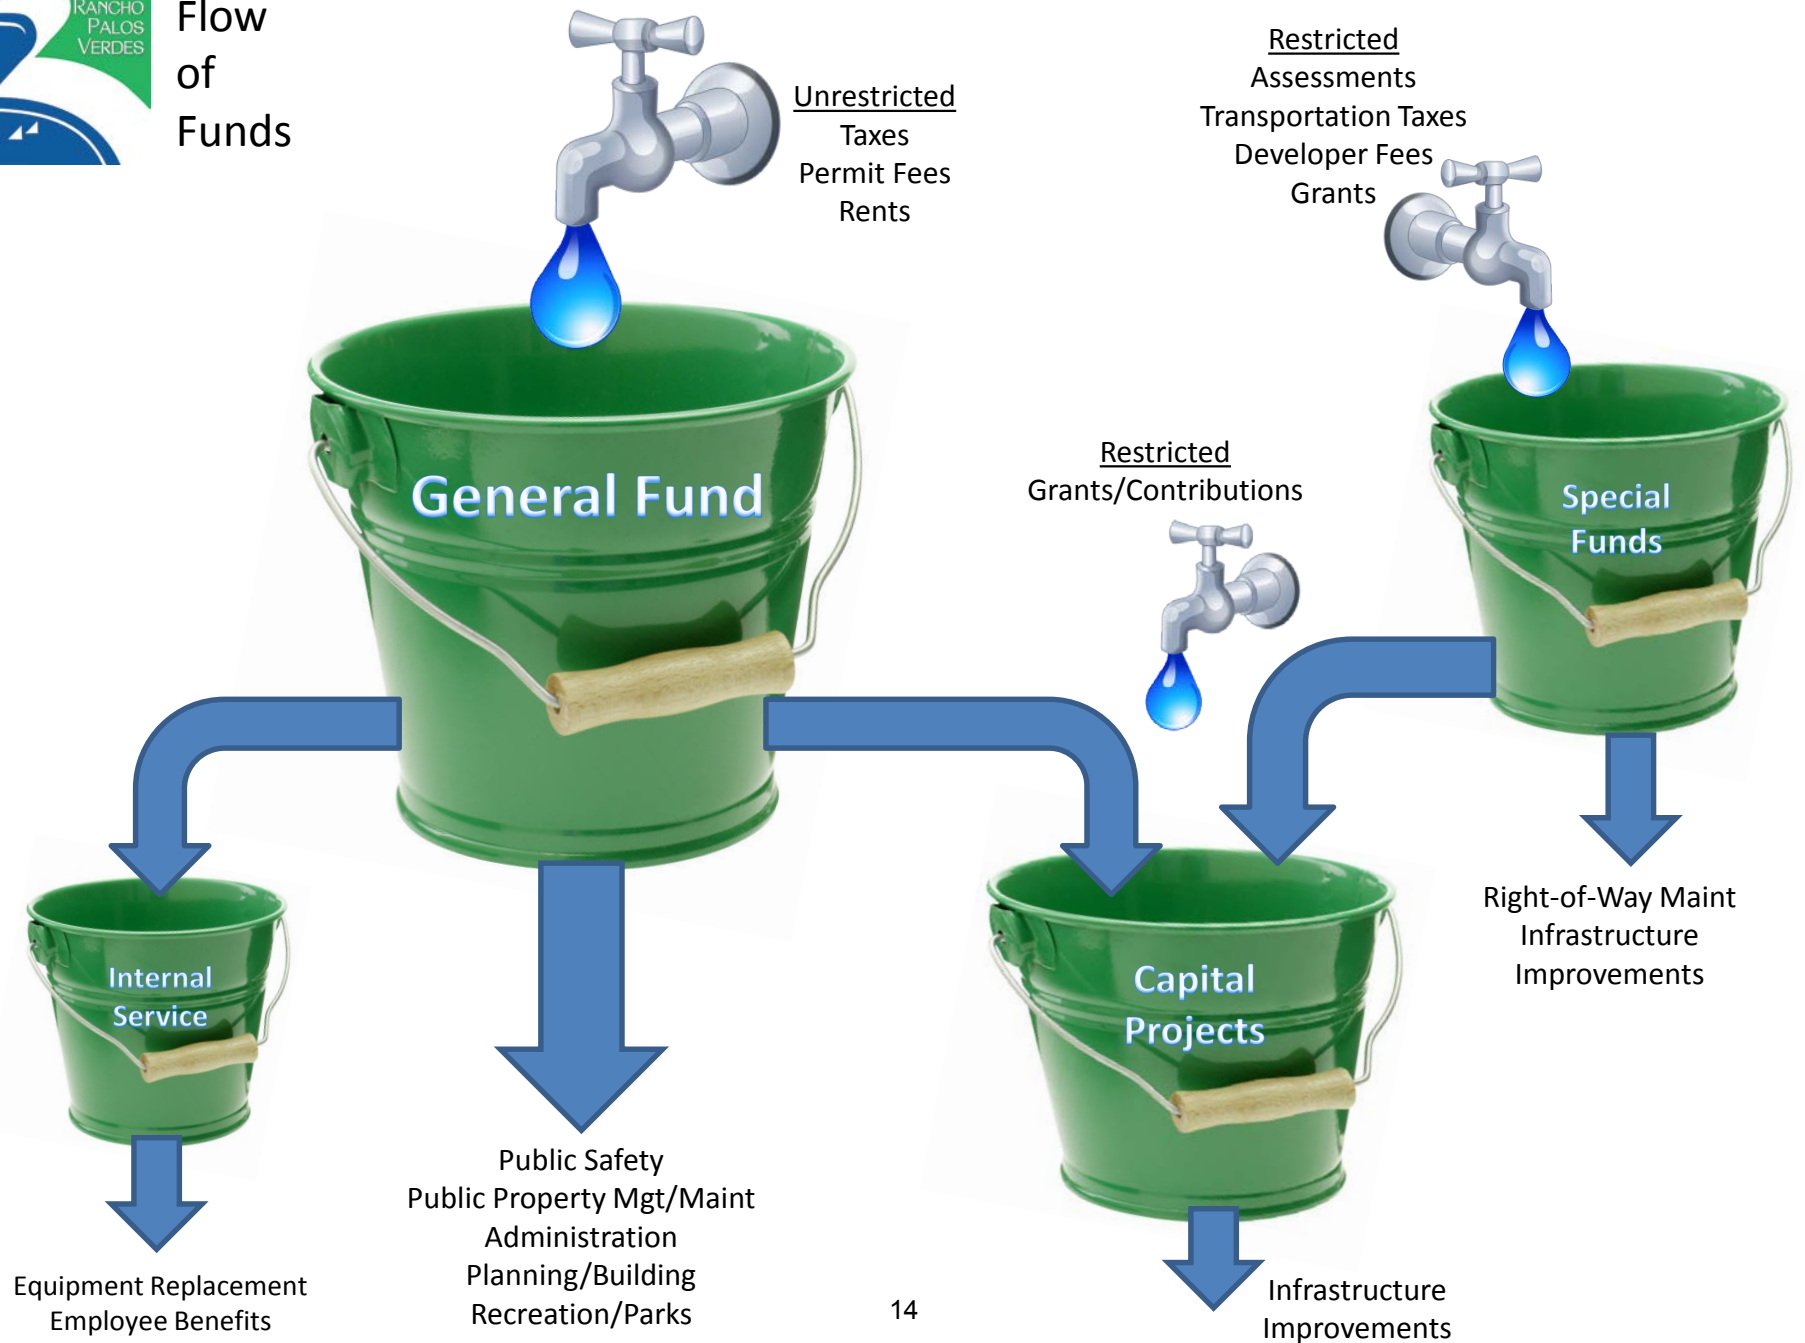 RANCHO
PALOS
VERDES
Flow
of
Funds
Unrestricted
Taxes
Permit Fees
Rents
Restricted
Assessments
Transportation Taxes
Developer Fees
Grants
General Fund
Restricted
Grants/Contributions
Special
Funds
Internal
Service
Capital
Projects
Right-of-Way Maint
Infrastructure
Improvements
Public Safety
Public Property Mgt/Maint
Administration
Planning/Building
Recreation/Parks
Equipment Replacement
Employee Benefits
Infrastructure
Improvements
14